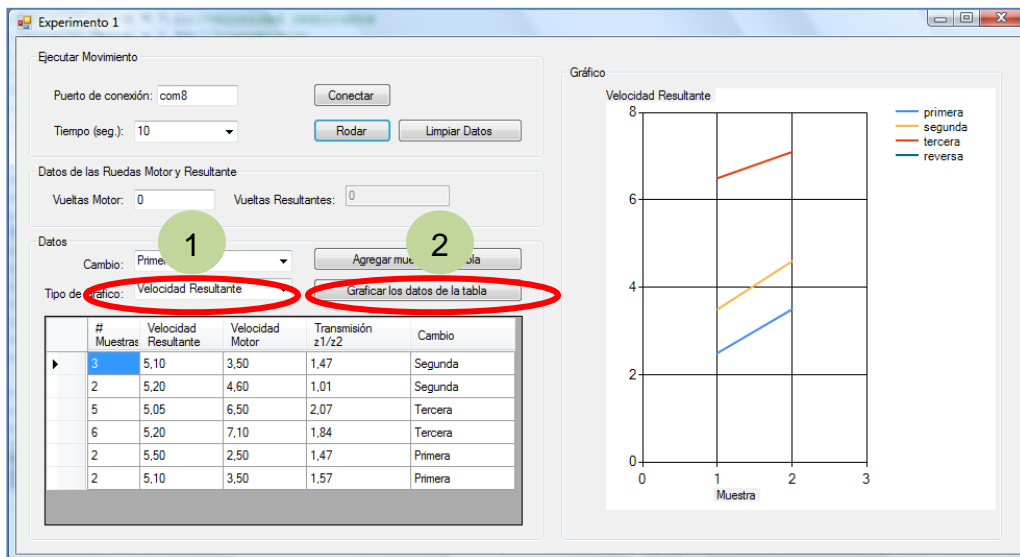 Experimento 1
Ejecutar Movimiento
Puerto de conexión: com8
Conectar
Tiempo (seg.): 10
Rodar
Limpiar Datos
Datos de las Ruedas Motor y Resultante
Vueltas Motor: 0
Vueltas Resultantes: 0
Datos
1
2
Cambio:
Agregar
Tipo de
Velocidad Resultante
Graficar los datos de la tabla
# Muestras Velocidad Resultante Velocidad Motor Transmisión z1/z2 Cambio
3 5,10 3,50 1,47 Segunda
2 5,20 4,60 1,01 Segunda
5 5,05 6,50 2,07 Tercera
6 5,20 7,10 1,84 Tercera
2 5,50 2,50 1,47 Primera
2 5,10 3,50 1,57 Primera
Gráfico
Velocidad Resultante
primera
segunda
tercera
reversa
8
6
4
2
0
0 1 2 3
Muestra